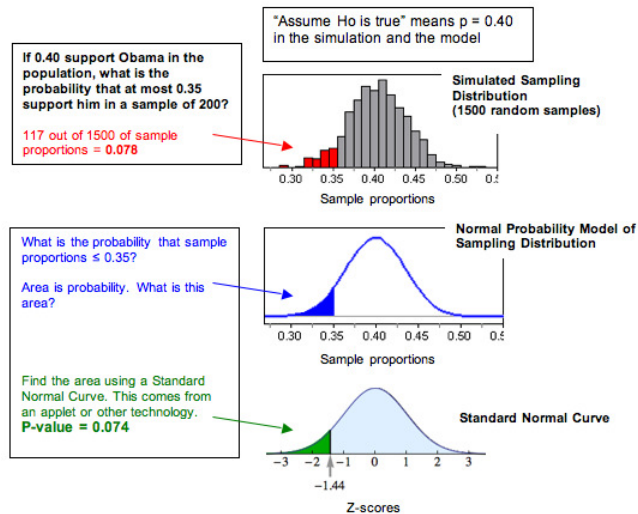 "Assume Ho is true" means p = 0.40
in the simulation and the model
If 0.40 support Obama in the
population, what is the
probability that at most 0.35
support him in a sample of 200?
117 out of 1500 of sample
proportions = 0.078
Simulated Sampling
Distribution
(1500 random samples)
0.30 0.35 0.40 0.45 0.50 0.5
Sample proportions
What is the probability that sample
proportions ≤ 0.35?
Area is probability. What is this
area?
Normal Probability Model of
Sampling Distribution
0.30 0.35 0.40 0.45 0.50 0.5
Sample proportions
Find the area using a Standard
Normal Curve. This comes from
an applet or other technology.
P-value = 0.074
Standard Normal Curve
−3 −2 −1 0 1 2 3
−1.44
Z-scores